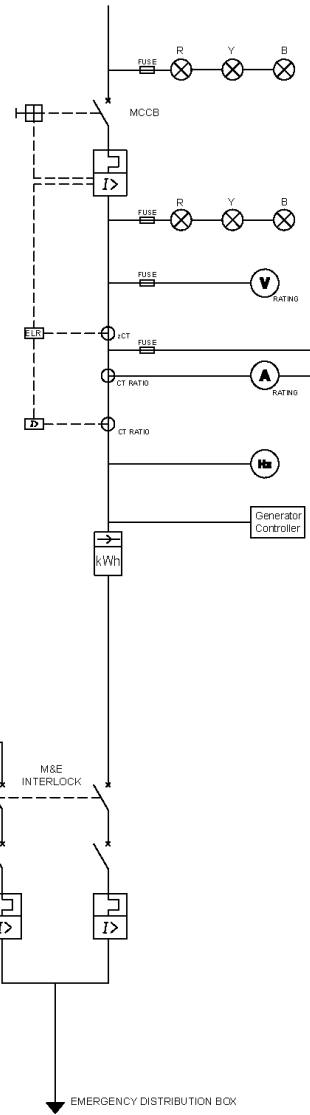 R Y B
FUSE
MCCB
I>
R Y B
FUSE
FUSE
V
RATING
ELR
zCT
FUSE
A
CT RATIO
RATING
I>
CT RATIO
Hz
Generator
Controller
kWh
M&E
INTERLOCK
I>
I>
EMERGENCY DISTRIBUTION BOX